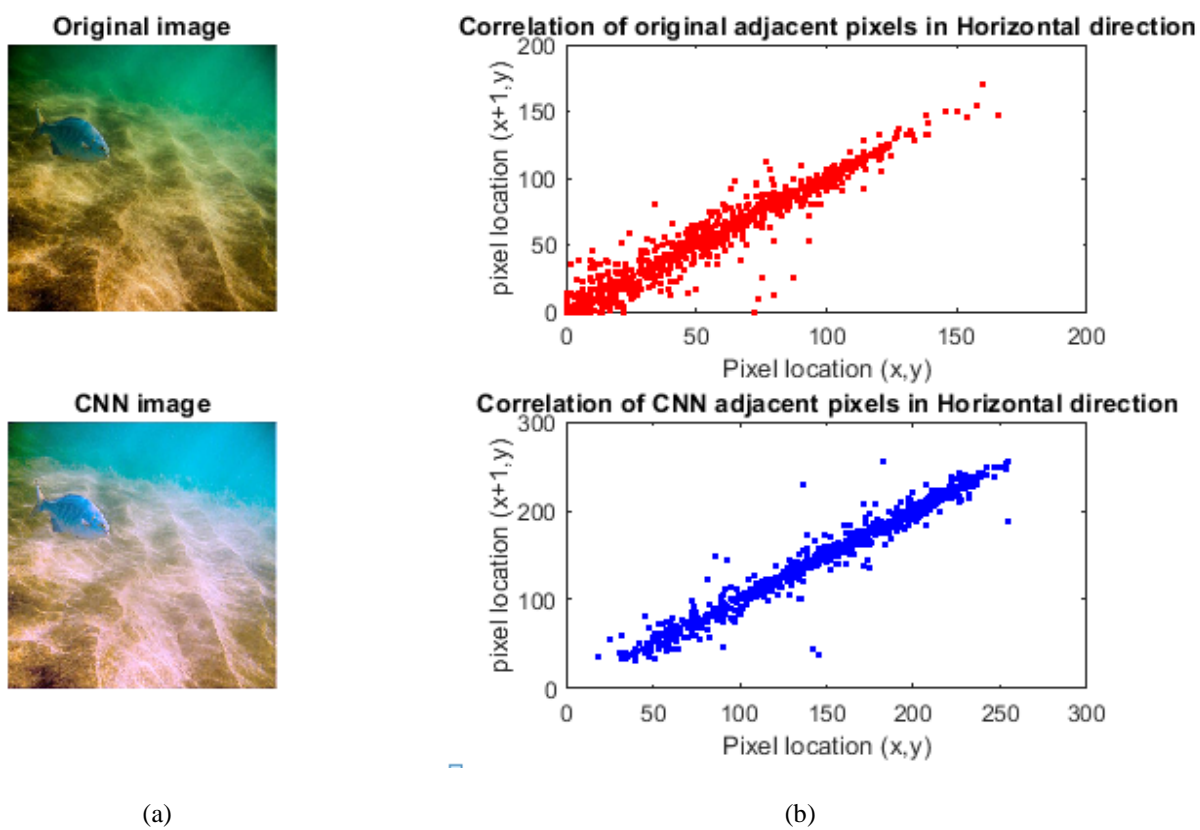 Original image
Correlation of original adjacent pixels in Horizontal direction
200
150
100
50
0
pixel location (x+1,y)
0 50 100 150 200
Pixel location (x,y)
CNN image
Correlation of CNN adjacent pixels in Horizontal direction
300
200
100
0
pixel location (x+1,y)
0 50 100 150 200 250 300
Pixel location (x,y)
(a) (b)